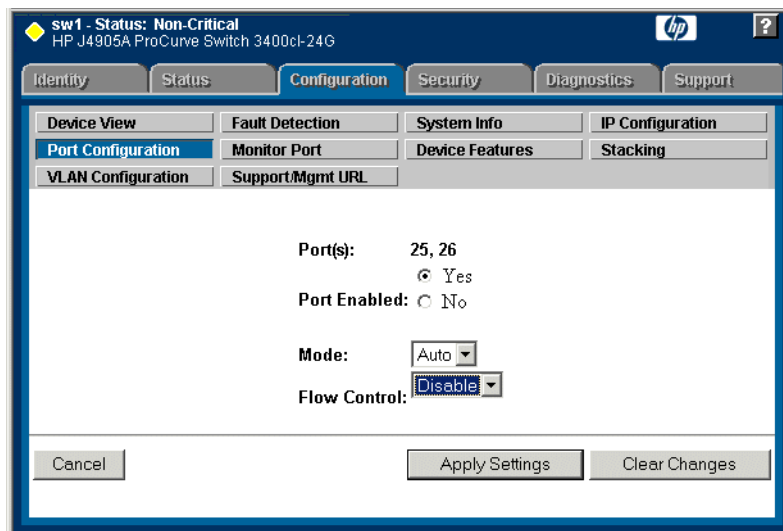 sw1 - Status: Non-Critical
HP J4905A ProCurve Switch 3400cl-24G
hp
?
Identity Status Configuration Security Diagnostics Support
Device View Fault Detection System Info IP Configuration
Port Configuration Monitor Port Device Features Stacking
VLAN Configuration Support/Mgmt URL
Port(s): 25, 26
Yes
Port Enabled: No
Mode: Auto
Flow Control: Disable
Cancel Apply Settings Clear Changes